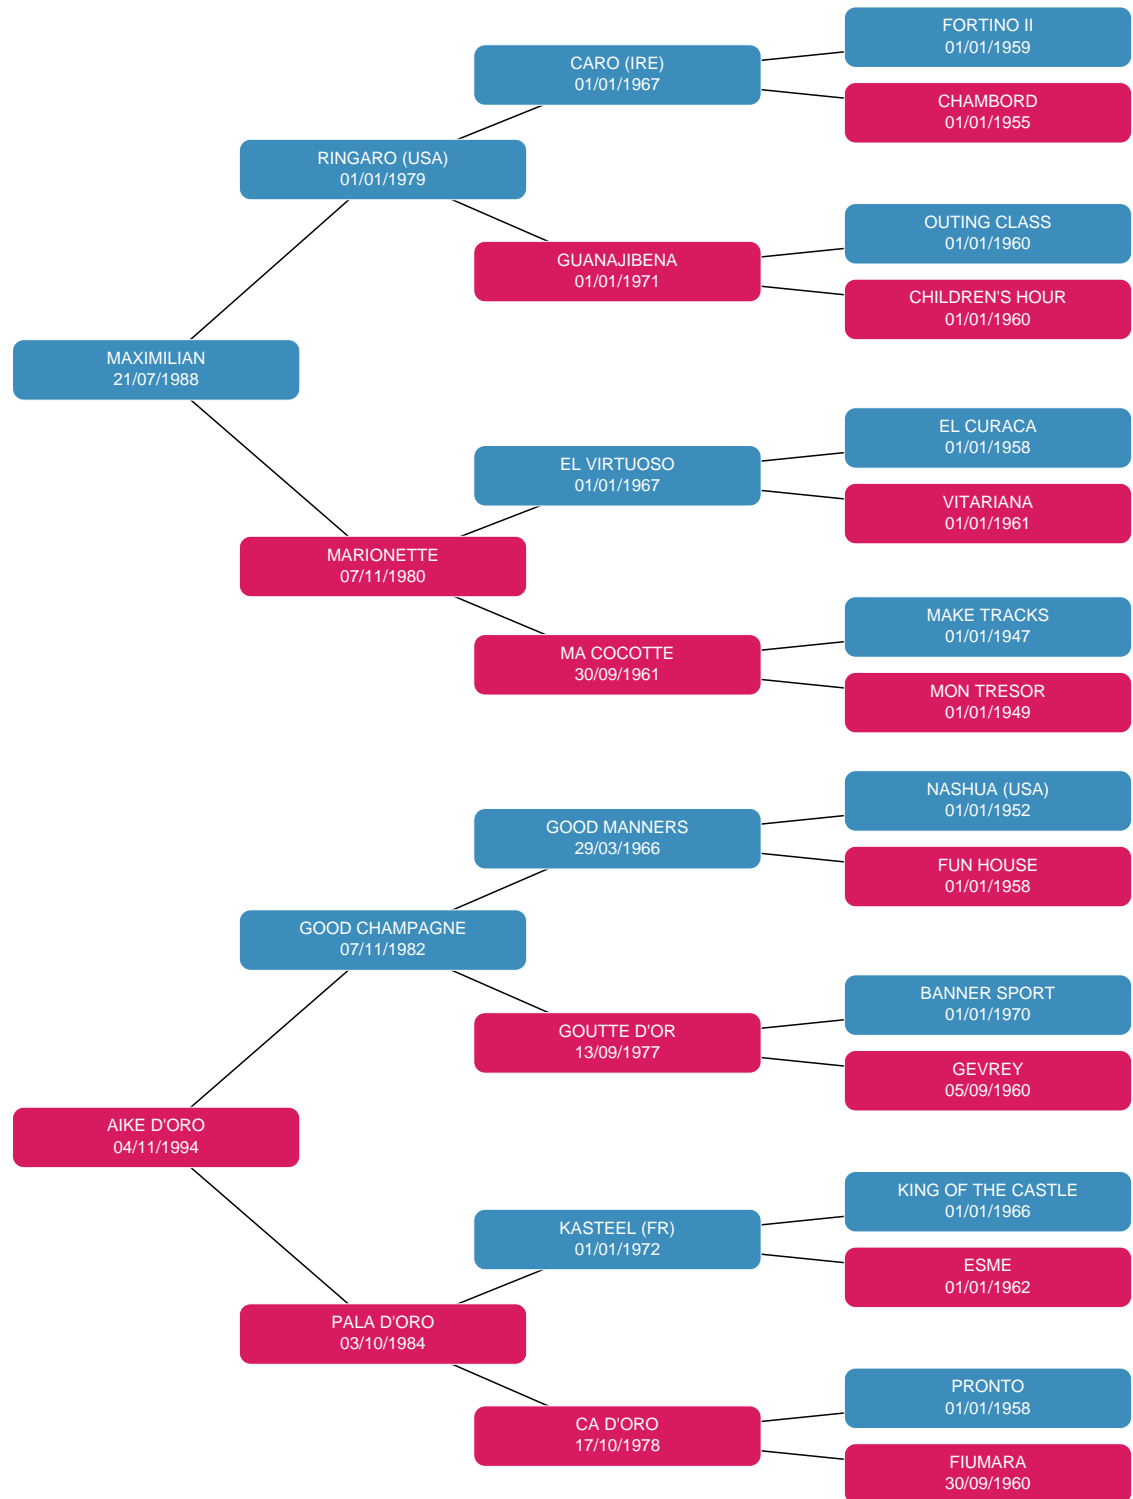 FORTINO II
01/01/1959
CARO (IRE)
01/01/1967
CHAMBORD
01/01/1955
RINGARO (USA)
01/01/1979
OUTING CLASS
01/01/1960
GUANAJIBENA
01/01/1971
CHILDREN'S HOUR
01/01/1960
MAXIMILIAN
21/07/1988
EL CURACA
01/01/1958
EL VIRTUOSO
01/01/1967
VITARIANA
01/01/1961
MARIONETTE
07/11/1980
MAKE TRACKS
01/01/1947
MA COCOTTE
30/09/1961
MON TRESOR
01/01/1949
NASHUA (USA)
01/01/1952
GOOD MANNERS
29/03/1966
FUN HOUSE
01/01/1958
GOOD CHAMPAGNE
07/11/1982
BANNER SPORT
01/01/1970
GOUTTE D'OR
13/09/1977
GEVREY
05/09/1960
AIKE D'ORO
04/11/1994
KING OF THE CASTLE
01/01/1966
KASTEEL (FR)
01/01/1972
ESME
01/01/1962
PALA D'ORO
03/10/1984
PRONTO
01/01/1958
CA D'ORO
17/10/1978
FIUMARA
30/09/1960